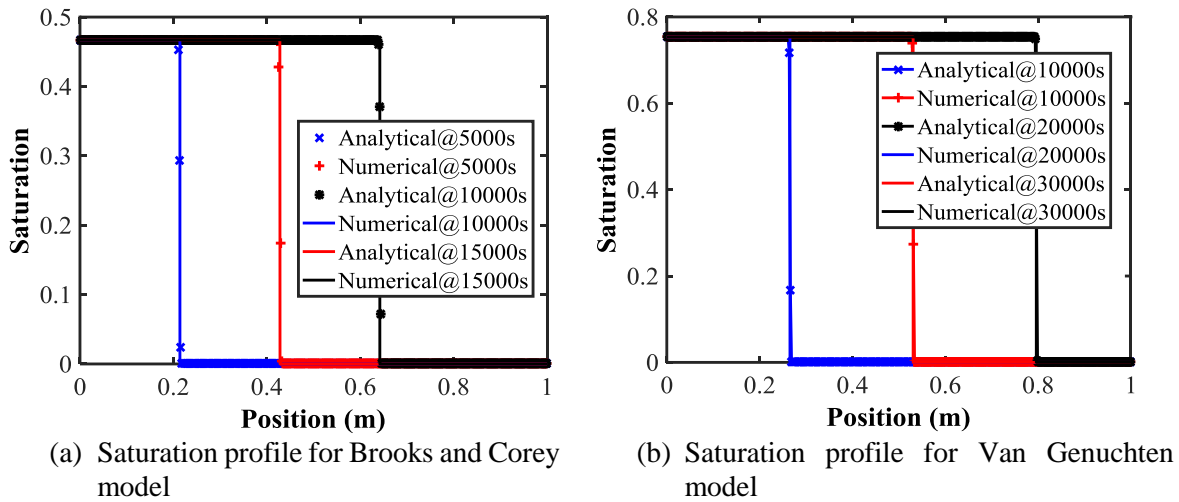 0.5
0.4
0.3
0.2
0.1
0
Saturation
Analytical@5000s
Numerical@5000s
Analytical@10000s
Numerical@10000s
Analytical@15000s
Numerical@15000s
0 0.2 0.4 0.6 0.8 1
Position (m)
(a) Saturation profile for Brooks and Corey
model
0.8
0.6
0.4
0.2
0
Saturation
Analytical@10000s
Numerical@10000s
Analytical@20000s
Numerical@20000s
Analytical@30000s
Numerical@30000s
0 0.2 0.4 0.6 0.8 1
Position (m)
(b) Saturation profile for Van Genuchten
model